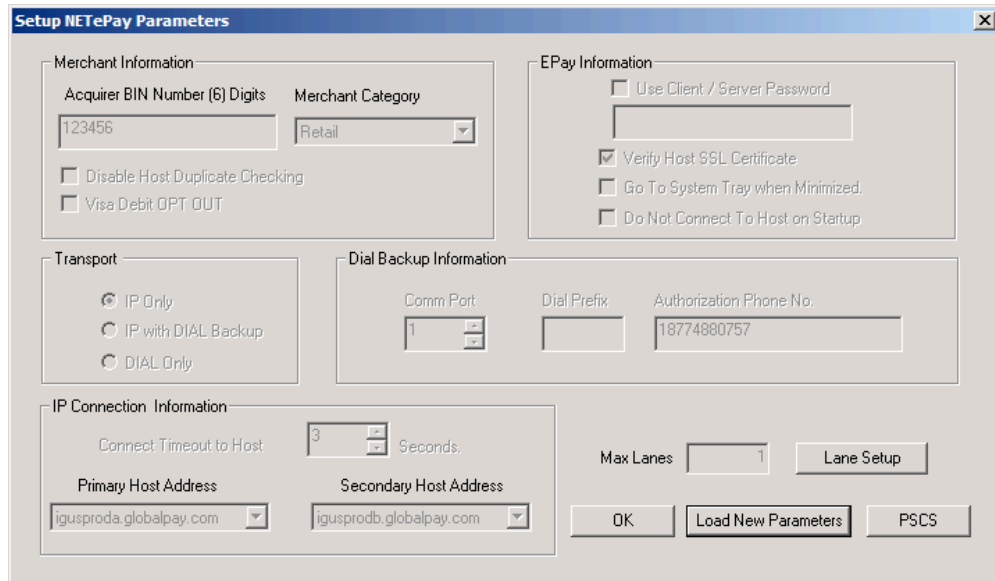 Setup NETePay Parameters
Merchant Information
Acquirer BIN Number (6) Digits
Merchant Category
123456
Retail
Disable Host Duplicate Checking
Visa Debit OPT OUT
EPay Information
Use Client / Server Password
Verify Host SSL Certificate
Go To System Tray when Minimized.
Do Not Connect To Host on Startup
Transport
IP Only
IP with DIAL Backup
DIAL Only
Dial Backup Information
Comm Port
Dial Prefix
Authorization Phone No.
1
18774880757
IP Connection Information
Connect Timeout to Host
3
Seconds.
Primary Host Address
Secondary Host Address
igusproda.globalpay.com
igusprodb.globalpay.com
Max Lanes
1
Lane Setup
OK
Load New Parameters
PSCS